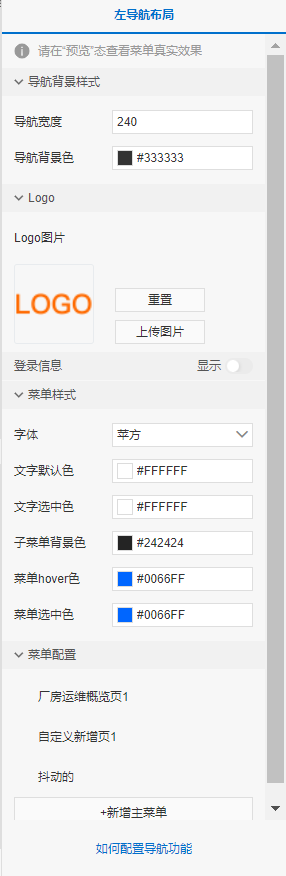 左导航布局
请在“预览”态查看菜单真实效果
导航背景样式
导航宽度 240
导航背景色 #333333
Logo
Logo图片
LOGO
重置
上传图片
登录信息 显示
菜单样式
字体 苹方
文字默认色 #FFFFFF
文字选中色 #FFFFFF
子菜单背景色 #242424
菜单hover色 #0066FF
菜单选中色 #0066FF
菜单配置
厂房运维概览页1
自定义新增页1
抖动的
+新增主菜单
如何配置导航功能